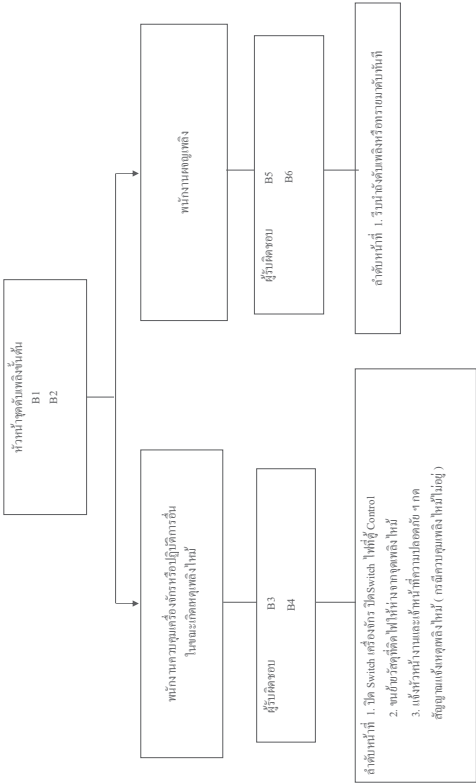 หัวหน้าชุดดับเพลิงขั้นต้น
B1
B2
พนักงานควบคุมเครื่องจักรหรือปฏิบัติการอื่น
ในขณะเกิดเหตุเพลิงไหม้
ผู้รับผิดชอบ B3
B4
ลำดับหน้าที่ 1. ปิด Switch เครื่องจักร ปิดSwitch ไฟที่ตู้ Control
2. ขนย้ายวัสดุที่ติดไฟให้ห่างจากจุดเพลิงไหม้
3. แจ้งหัวหน้างานและเจ้าหน้าที่ความปลอดภัย ฯ กด
สัญญาณแจ้งเหตุเพลิงไหม้ ( กรณีควบคุมเพลิงไหม้ไม่อยู่ )
พนักงานผจญเพลิง
ผู้รับผิดชอบ B5
B6
ลำดับหน้าที่ 1. รีบนำถังดับเพลิงหรือทรายมาดับทันที